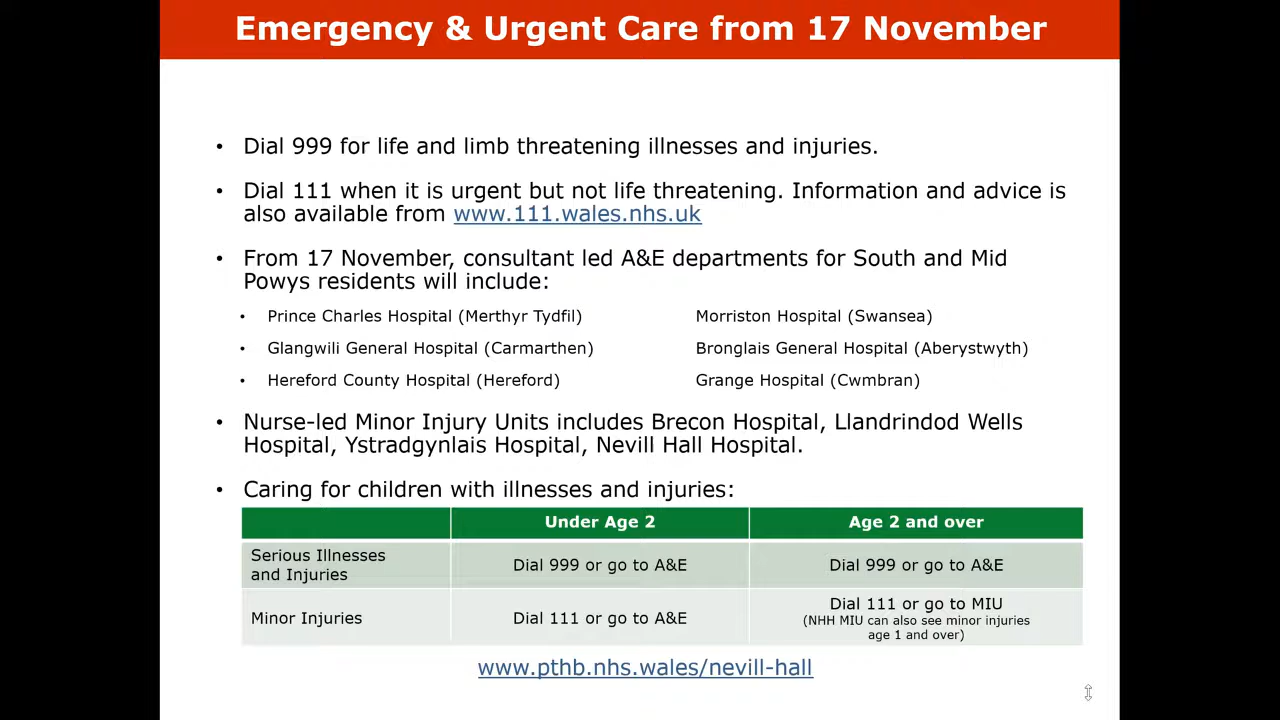 Emergency & Urgent Care from 17 November
• Dial 999 for life and limb threatening illnesses and injuries.
• Dial 111 when it is urgent but not life threatening. Information and advice is
also available from www.111.wales.nhs.uk
• From 17 November, consultant led A&E departments for South and Mid
Powys residents will include:
• Prince Charles Hospital (Merthyr Tydfil) Morriston Hospital (Swansea)
• Glangwili General Hospital (Carmarthen) Bronglais General Hospital (Aberystwyth)
• Hereford County Hospital (Hereford) Grange Hospital (Cwmbran)
• Nurse-led Minor Injury Units includes Brecon Hospital, Llandrindod Wells
Hospital, Ystradgynlais Hospital, Nevill Hall Hospital.
• Caring for children with illnesses and injuries:
Under Age 2 Age 2 and over
Serious Illnesses
and Injuries
Dial 999 or go to A&E Dial 999 or go to A&E
Minor Injuries Dial 111 or go to A&E
Dial 111 or go to MIU
(NHH MIU can also see minor injuries
age 1 and over)
www.pthb.nhs.wales/nevill-hall